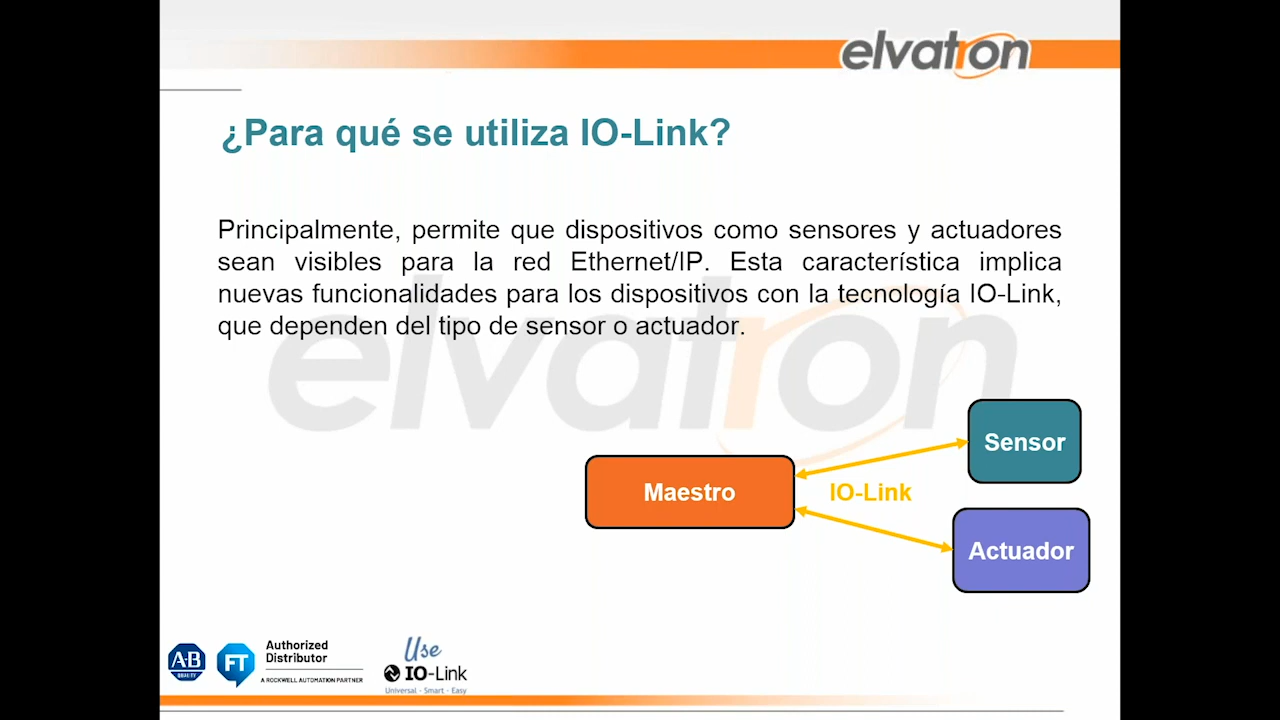 elvatron
¿Para qué se utiliza IO-Link?
Principalmente, permite que dispositivos como sensores y actuadores
sean visibles para la red Ethernet/IP. Esta característica implica
nuevas funcionalidades para los dispositivos con la tecnología IO-Link,
que dependen del tipo de sensor o actuador.
elvatron
Sensor
Maestro
IO-Link
Actuador
AB
QUALITY
FT
Authorized
Distributor
A ROCKWELL AUTOMATION PARTNER
Use
IO-Link
Universal - Smart - Easy